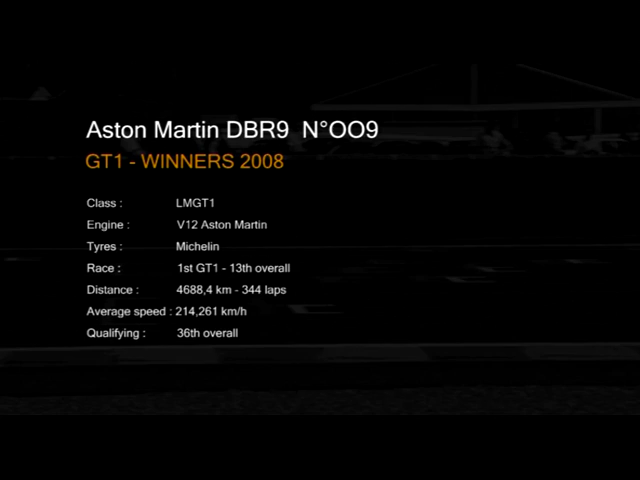 Aston Martin DBR9 N°OO9
GT1 - WINNERS 2008
Class : LMGT1
Engine : V12 Aston Martin
Tyres : Michelin
Race : 1st GT1 - 13th overall
Distance : 4688,4 km - 344 laps
Average speed : 214,261 km/h
Qualifying : 36th overall